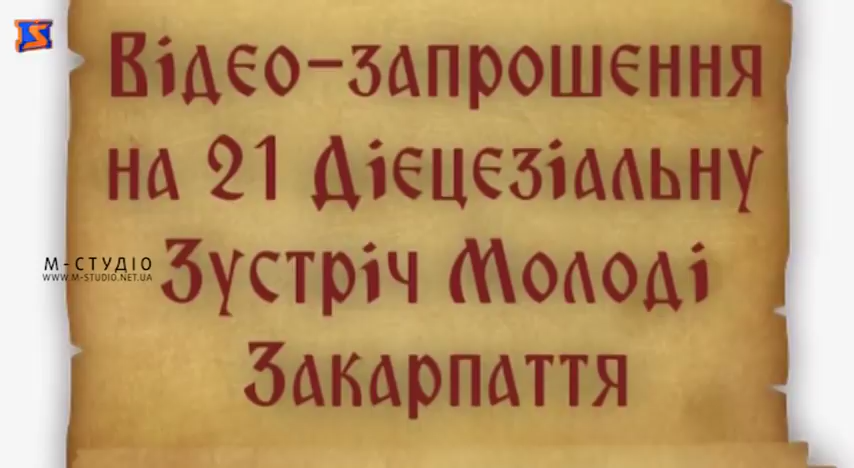 Відео-запрошення
на 21 Дієцезіальну
Зустріч Молоді
Закарпаття
М-СТУДІО
WWW.M-STUDIO.NET.UA